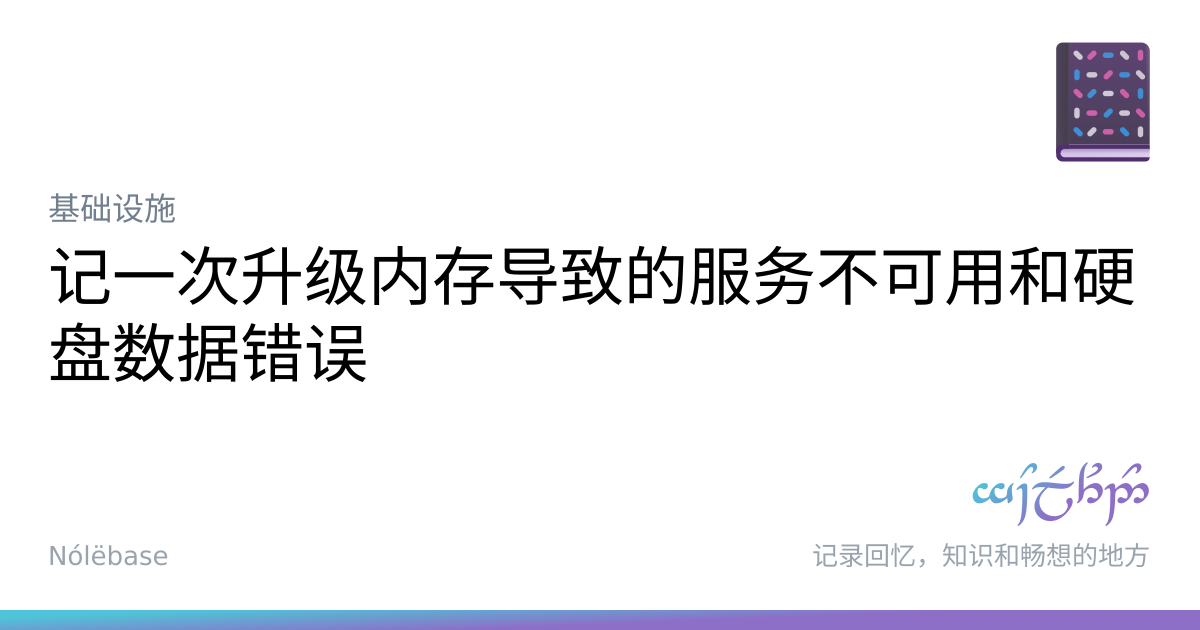 基础设施
记一次升级内存导致的服务不可用和硬
盘数据错误
Nólëbase
记录回忆，知识和畅想的地方